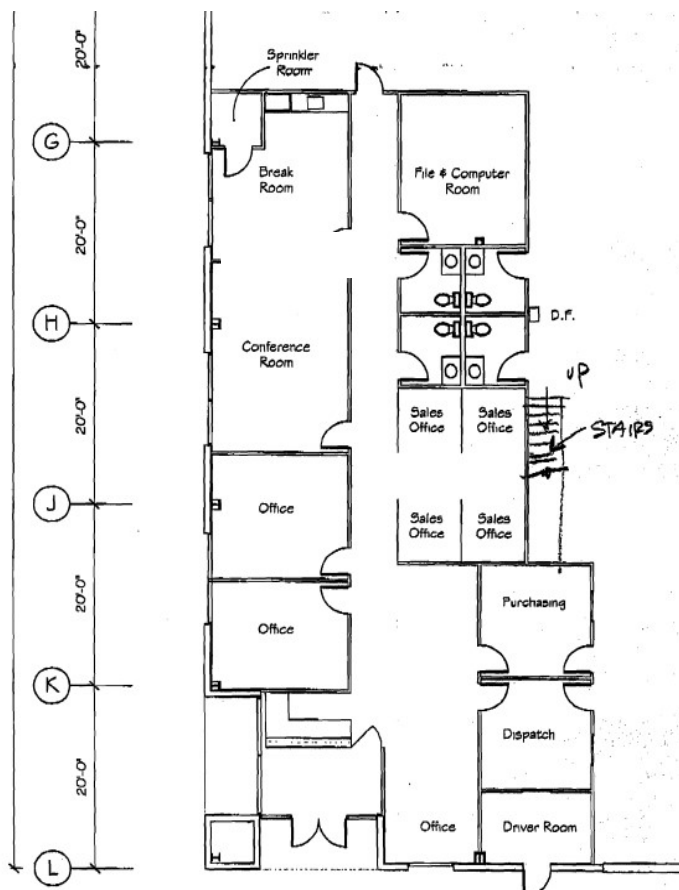 20'-0"
Sprinkler
Room
G
Break
Room
File & Computer
Room
20'-0"
H
D.F.
Conference
Room
UP
20'-0"
Sales
Office
Sales
Office
STAIRS
J
Office
Sales
Office
Sales
Office
20'-0"
Purchasing
Office
K
Dispatch
20'-0"
Office
Driver Room
L